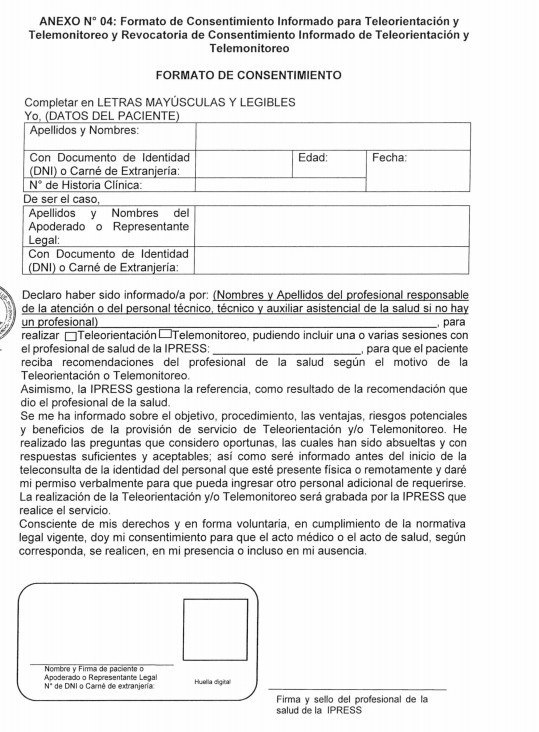 ANEXO N° 04: Formato de Consentimiento Informado para Teleorientación y
Telemonitoreo y Revocatoria de Consentimiento Informado de Teleorientación y
Telemonitoreo
FORMATO DE CONSENTIMIENTO
Completar en LETRAS MAYÚSCULAS Y LEGIBLES
Yo, (DATOS DEL PACIENTE)
Apellidos y Nombres:
Con Documento de Identidad
(DNI) o Carné de Extranjería:
Edad:
Fecha:
N° de Historia Clínica:
De ser el caso,
Apellidos y Nombres del
Apoderado o Representante
Legal:
Con Documento de Identidad
(DNI) o Carné de Extranjería:
Declaro haber sido informado/a por: (Nombres y Apellidos del profesional responsable
de la atención o del personal técnico, técnico y auxiliar asistencial de la salud si no hay
un profesional)____, para
realizar Teleorientación Telemonitoreo, pudiendo incluir una o varias sesiones con
el profesional de salud de la IPRESS: ____, para que el paciente
reciba recomendaciones del profesional de la salud según el motivo de la
Teleorientación o Telemonitoreo.
Asimismo, la IPRESS gestiona la referencia, como resultado de la recomendación que
dio el profesional de la salud.
Se me ha informado sobre el objetivo, procedimiento, las ventajas, riesgos potenciales
y beneficios de la provisión de servicio de Teleorientación y/o Telemonitoreo. He
realizado las preguntas que considero oportunas, las cuales han sido absueltas y con
respuestas suficientes y aceptables; así como seré informado antes del inicio de la
teleconsulta de la identidad del personal que esté presente física o remotamente y daré
mi permiso verbalmente para que pueda ingresar otro personal adicional de requerirse.
La realización de la Teleorientación y/o Telemonitoreo será grabada por la IPRESS que
realice el servicio.
Consciente de mis derechos y en forma voluntaria, en cumplimiento de la normativa
legal vigente, doy mi consentimiento para que el acto médico o el acto de salud, según
corresponda, se realicen, en mi presencia o incluso en mi ausencia.
Nombre y Firma de paciente o
Apoderado o Representante Legal
N° de DNI o Carné de extranjería:
Huella digital
Firma y sello del profesional de la
salud de la IPRESS